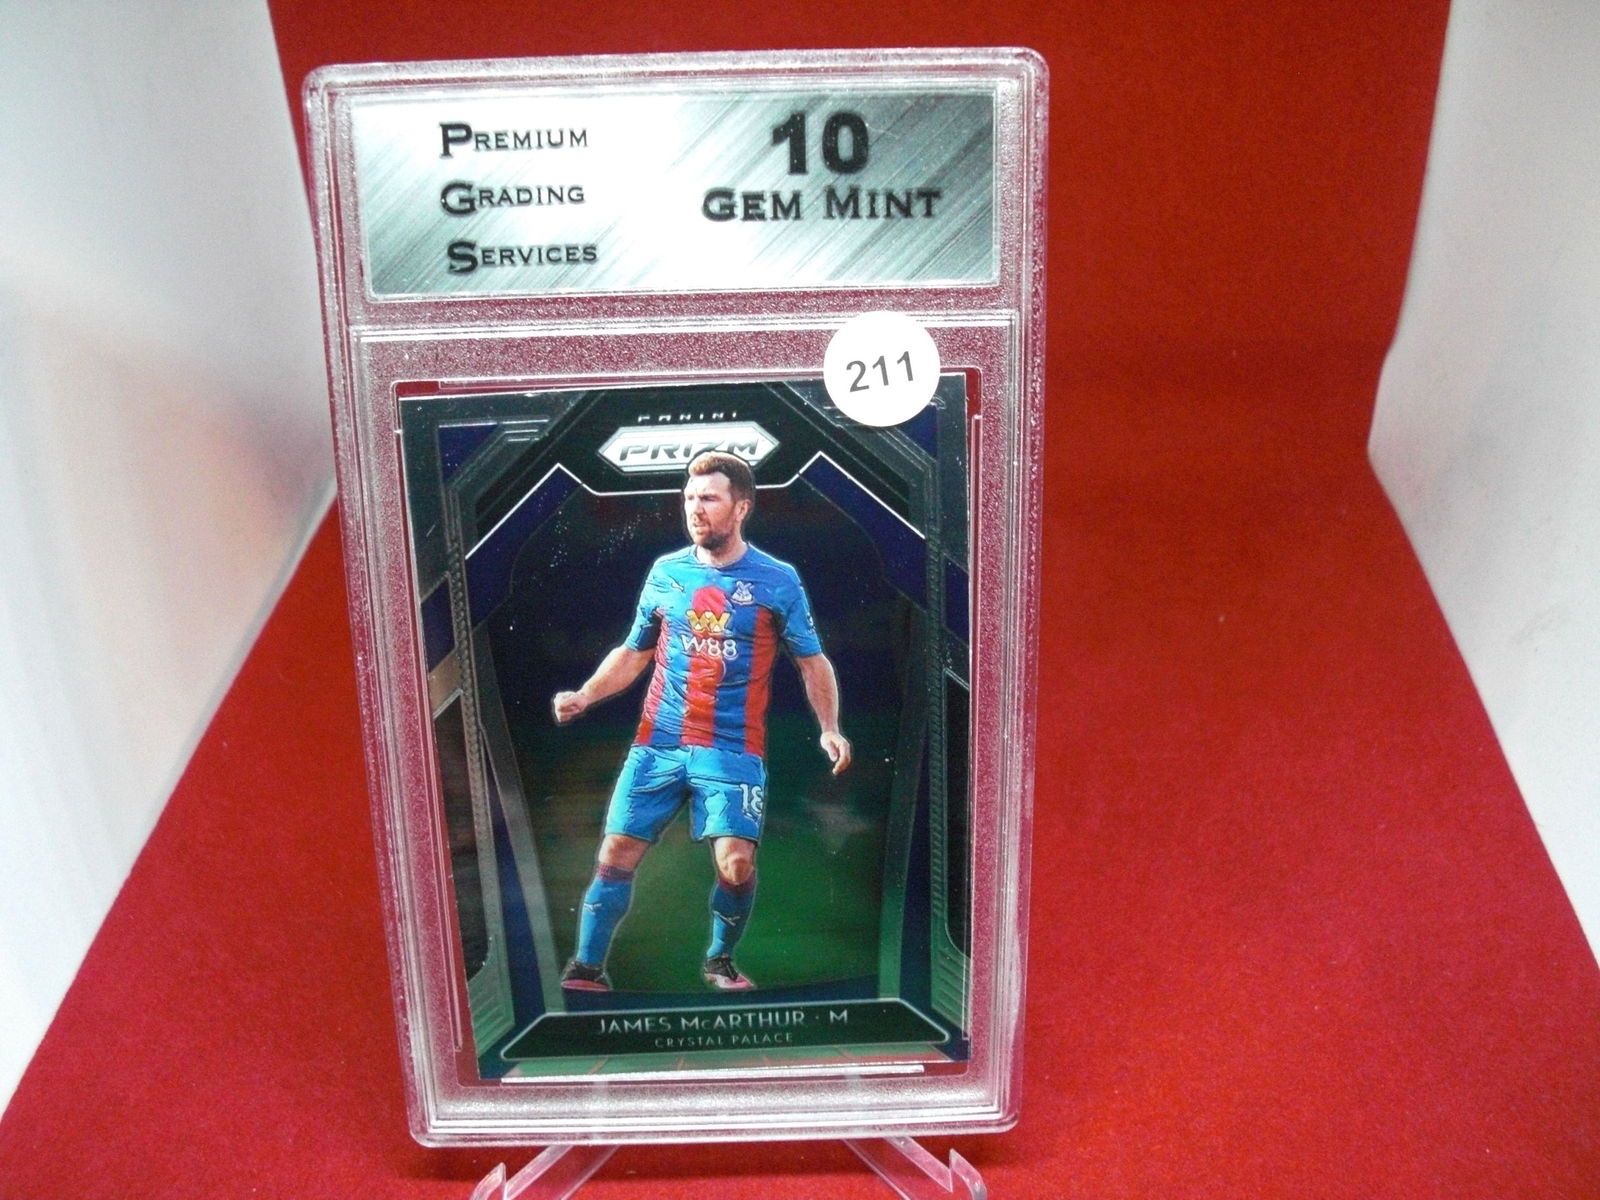 PREMIUM
GRADING
SERVICES
10
GEM MINT
211
PANINI
PRIZM
W88
18
JAMES McARTHUR · M
CRYSTAL PALACE